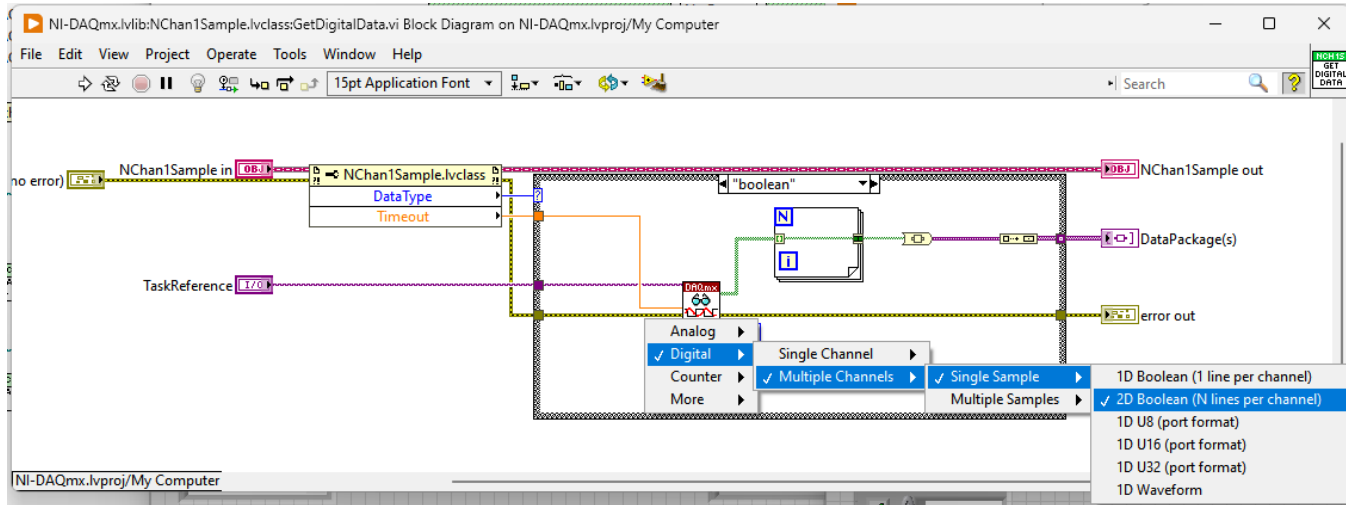 NI-DAQmx.lvlib:NChan1Sample.lvclass:GetDigitalData.vi Block Diagram on NI-DAQmx.lvproj/My Computer
File Edit View Project Operate Tools Window Help
15pt Application Font
Search
NCH1S
GET
DIGITAL
DATA
NChan1Sample in
OBJ
NChan1Sample.lvclass
DataType
Timeout
no error)
"boolean"
OBJ
NChan1Sample out
N
i
DataPackage(s)
TaskReference
I/O
DAQmx
error out
Analog
Digital
Counter
More
Single Channel
Multiple Channels
Single Sample
Multiple Samples
1D Boolean (1 line per channel)
2D Boolean (N lines per channel)
1D U8 (port format)
1D U16 (port format)
1D U32 (port format)
1D Waveform
NI-DAQmx.lvproj/My Computer